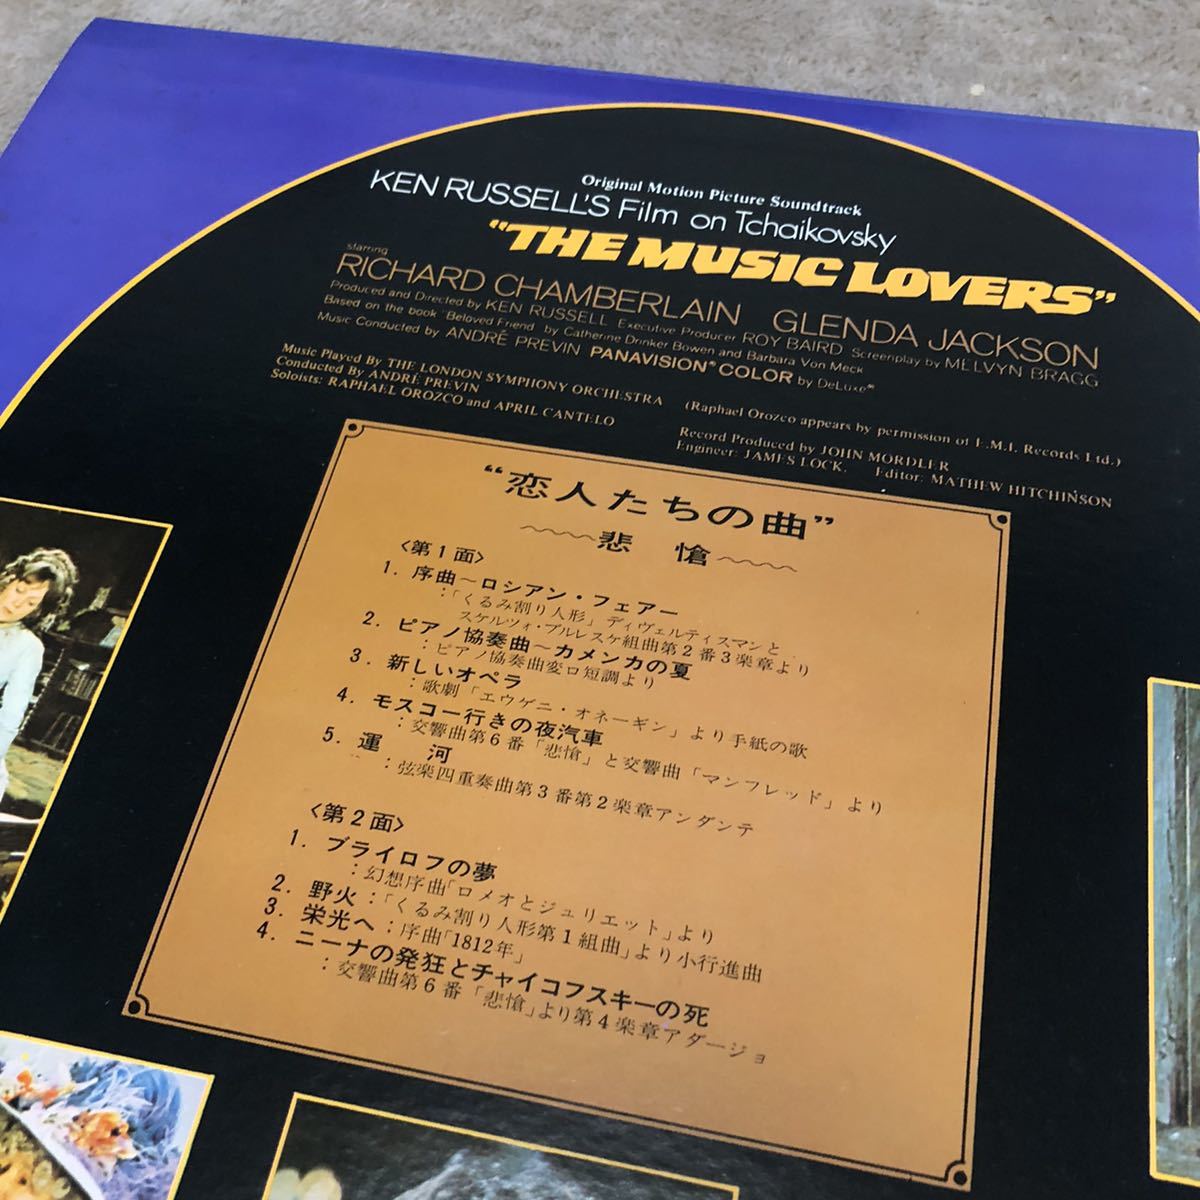 Original Motion Picture Soundtrack
KEN RUSSELL'S Film on Tchaikovsky
"THE MUSIC LOVERS"
starring
RICHARD CHAMBERLAIN GLENDA JACKSON
Produced and Directed by KEN RUSSELL Executive Producer ROY BAIRD Screenplay by MELVYN BRAGG
Based on the book "Beloved Friend" by Catherine Drinker Bowen and Barbara Von Meck
Music Conducted by ANDRÉ PREVIN PANAVISION® COLOR by DeLuxe®
Music Played By THE LONDON SYMPHONY ORCHESTRA
Conducted By ANDRÉ PREVIN
Soloists: RAPHAEL OROZCO and APRIL CANTELO
(Raphael Orozco appears by permission of E.M.I. Records Ltd.)
Record Produced by JOHN MORDLER
Engineer: JAMES LOCK. Editor: MATHEW HITCHINSON
“恋人たちの曲”
〜〜悲 愴〜〜
〈第1面〉
1. 序曲〜ロシアン・フェアー
:「くるみ割り人形」ディヴェルティスマンと
スケルツォ・ブルレスケ組曲第2番3楽章より
2. ピアノ協奏曲〜カメンカの夏
:ピアノ協奏曲変ロ短調より
3. 新しいオペラ
:歌劇「エウゲニ・オネーギン」より手紙の歌
4. モスコー行きの夜汽車
:交響曲第6番「悲愴」と交響曲「マンフレッド」より
5. 運 河
:弦楽四重奏曲第3番第2楽章アンダンテ
〈第2面〉
1. ブライロフの夢
:幻想序曲「ロメオとジュリエット」より
2. 野火:「くるみ割り人形第1組曲」より小行進曲
3. 栄光へ:序曲「1812年」
4. ニーナの発狂とチャイコフスキーの死
:交響曲第6番「悲愴」より第4楽章アダージョ